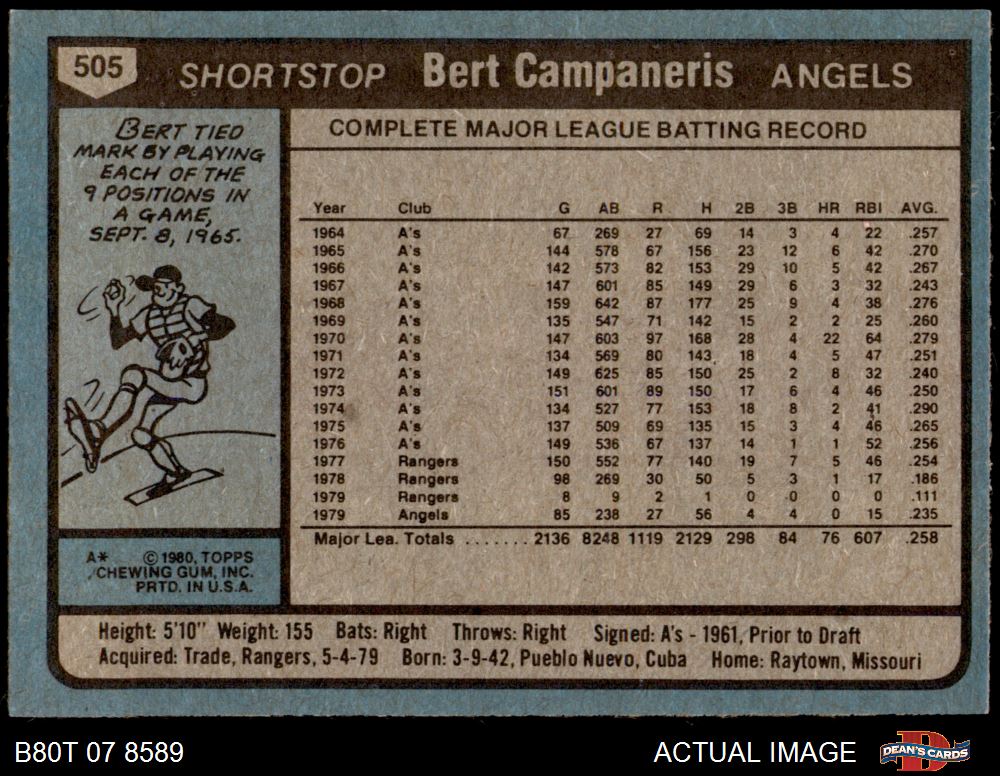 505 SHORTSTOP Bert Campaneris ANGELS
BERT TIED
MARK BY PLAYING
EACH OF THE
9 POSITIONS IN
A GAME,
SEPT. 8, 1965.
COMPLETE MAJOR LEAGUE BATTING RECORD
Year Club G AB R H 2B 3B HR RBI AVG.
1964 A's 67 269 27 69 14 3 4 22 .257
1965 A's 144 578 67 156 23 12 6 42 .270
1966 A's 142 573 82 153 29 10 5 42 .267
1967 A's 147 601 85 149 29 6 3 32 .243
1968 A's 159 642 87 177 25 9 4 38 .276
1969 A's 135 547 71 142 15 2 2 25 .260
1970 A's 147 603 97 168 28 4 22 64 .279
1971 A's 134 569 80 143 18 4 5 47 .251
1972 A's 149 625 85 150 25 2 8 32 .240
1973 A's 151 601 89 150 17 6 4 46 .250
1974 A's 134 527 77 153 18 8 2 41 .290
1975 A's 137 509 69 135 15 3 4 46 .265
1976 A's 149 536 67 137 14 1 1 52 .256
1977 Rangers 150 552 77 140 19 7 5 46 .254
1978 Rangers 98 269 30 50 5 3 1 17 .186
1979 Rangers 8 9 2 1 0 0 0 0 .111
1979 Angels 85 238 27 56 4 4 0 15 .235
Major Lea. Totals ....... 2136 8248 1119 2129 298 84 76 607 .258
A* © 1980, TOPPS
CHEWING GUM, INC.
PRTD. IN U.S.A.
Height: 5'10" Weight: 155 Bats: Right Throws: Right Signed: A's - 1961, Prior to Draft
Acquired: Trade, Rangers, 5-4-79 Born: 3-9-42, Pueblo Nuevo, Cuba Home: Raytown, Missouri
B80T 07 8589 ACTUAL IMAGE DEAN'S CARDS